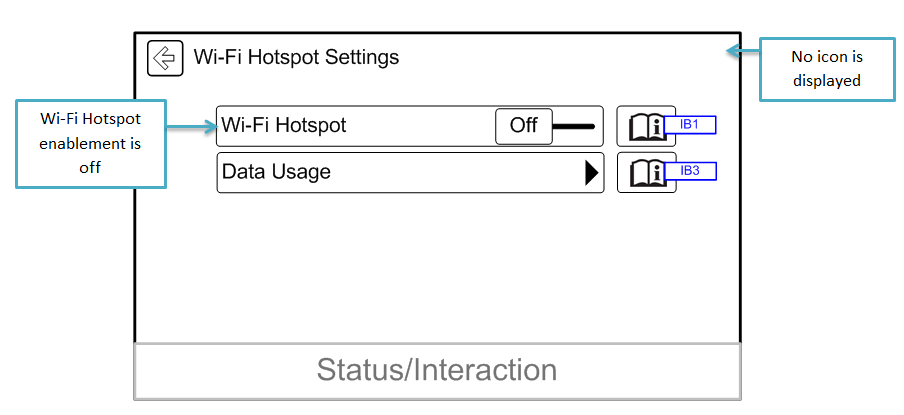 Wi-Fi Hotspot Settings
No icon is
displayed
Wi-Fi Hotspot
enablement is
off
Wi-Fi Hotspot
Off
i
IB1
Data Usage
i
IB3
Status/Interaction